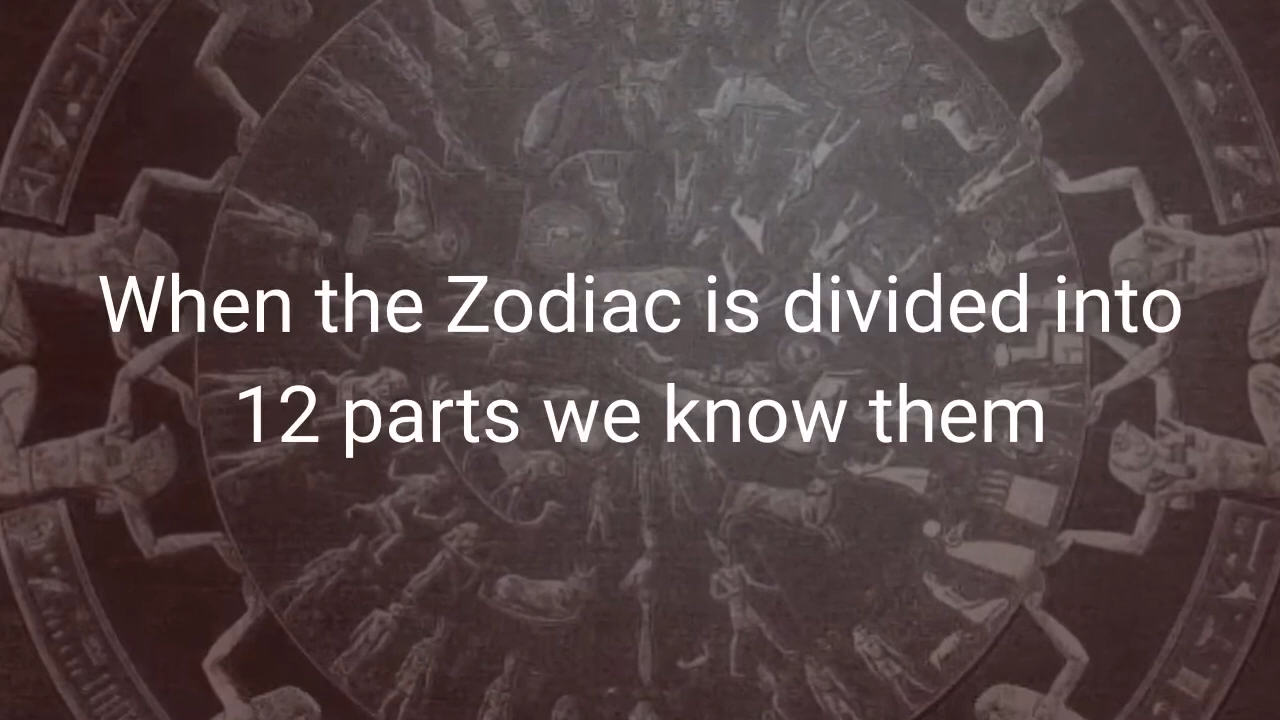 When the Zodiac is divided into
12 parts we know them